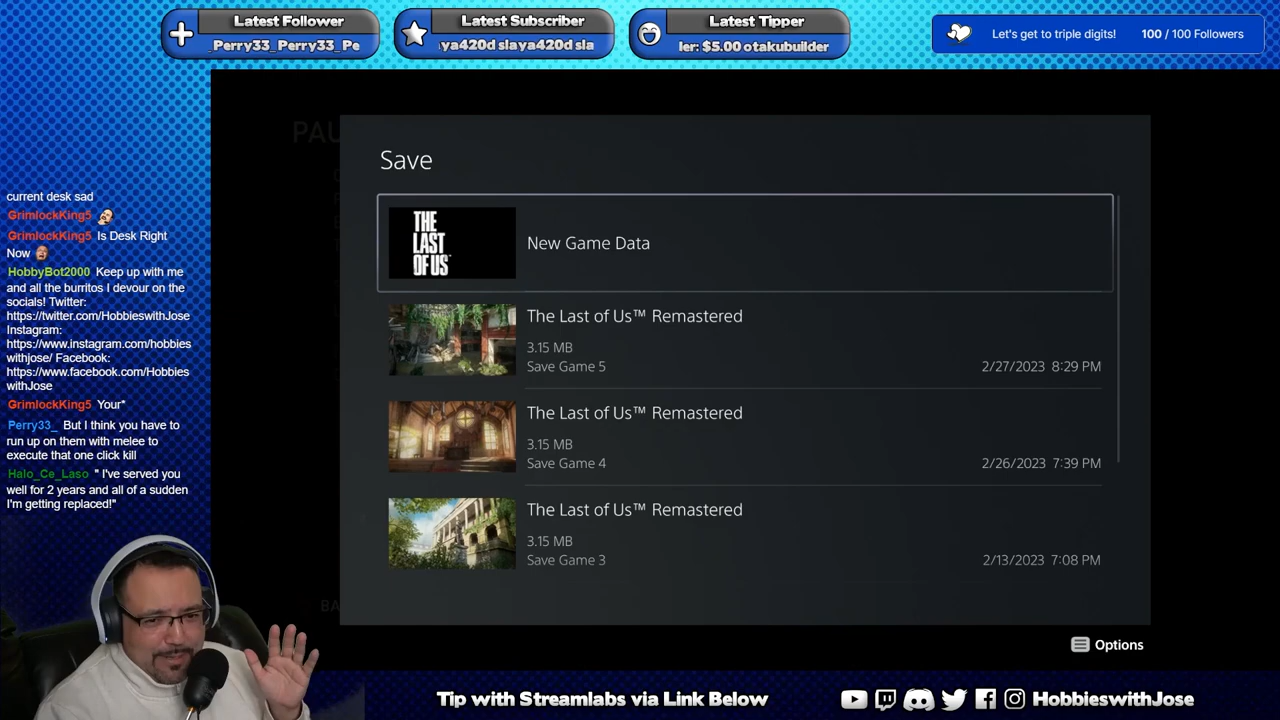 Latest Follower
_Perry33_Perry33_Pe
Latest Subscriber
ya420d slaya420d sla
Latest Tipper
ler: $5.00 otakubuilder
Let's get to triple digits! 100 / 100 Followers
PAU
Save
THE
LAST
OF US
New Game Data
The Last of Us™ Remastered
3.15 MB
Save Game 5 2/27/2023 8:29 PM
The Last of Us™ Remastered
3.15 MB
Save Game 4 2/26/2023 7:39 PM
The Last of Us™ Remastered
3.15 MB
Save Game 3 2/13/2023 7:08 PM
BA
Options
current desk sad
GrimlockKing5
GrimlockKing5 Is Desk Right
Now
HobbyBot2000 Keep up with me
and all the burritos I devour on the
socials! Twitter:
https://twitter.com/HobbieswithJose
Instagram:
https://www.instagram.com/hobbies
withjose/ Facebook:
https://www.facebook.com/Hobbies
withJose
GrimlockKing5 Your*
Perry33_ But I think you have to
run up on them with melee to
execute that one click kill
Halo_Ce_Laso " I've served you
well for 2 years and all of a sudden
I'm getting replaced!"
Tip with Streamlabs via Link Below
HobbieswithJose